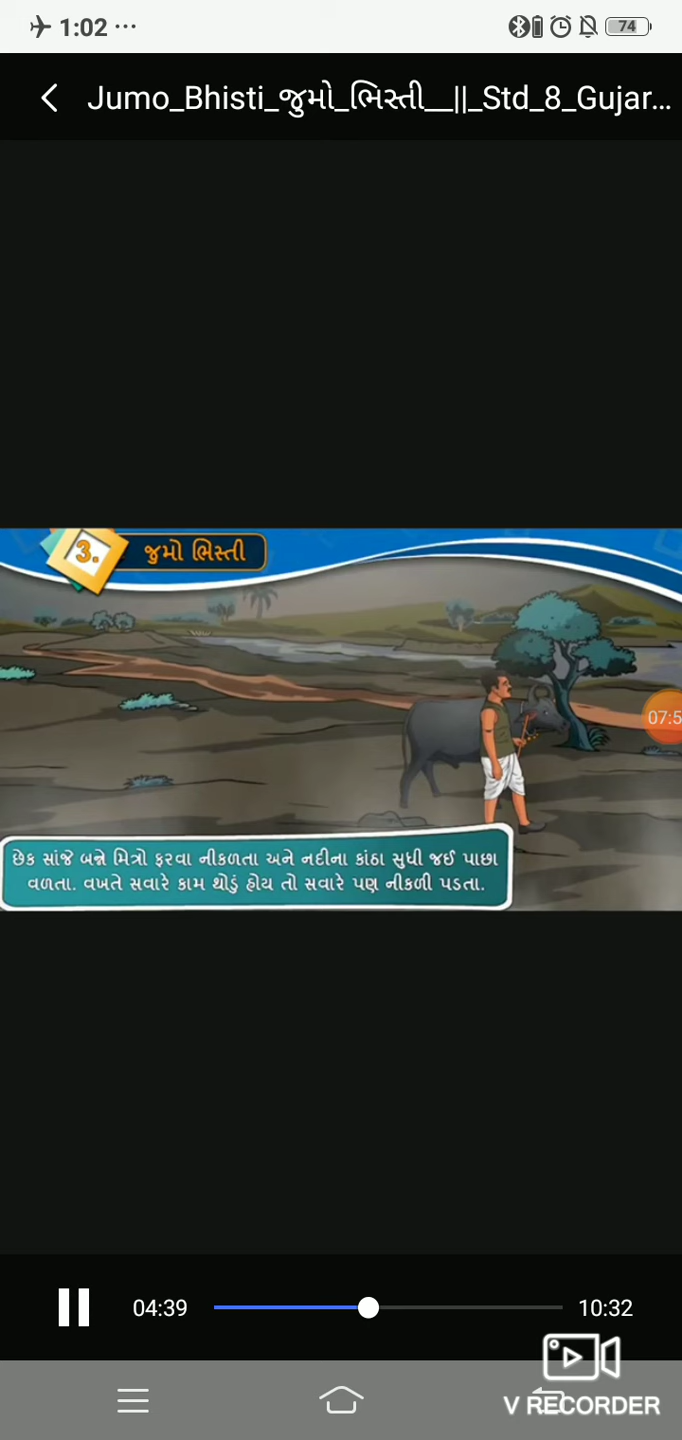 1:02 ...
74
Jumo_Bhisti_જુમો_ભિસ્તી__||_Std_8_Gujar...
3. જુમો ભિસ્તી
07:5
છેક સાંજે બન્ને મિત્રો ફરવા નીકળતા અને નદીના કાંઠા સુધી જઈ પાછા
વળતા. વખતે સવારે કામ થોડું હોય તો સવારે પણ નીકળી પડતા.
04:39 10:32
V RECORDER